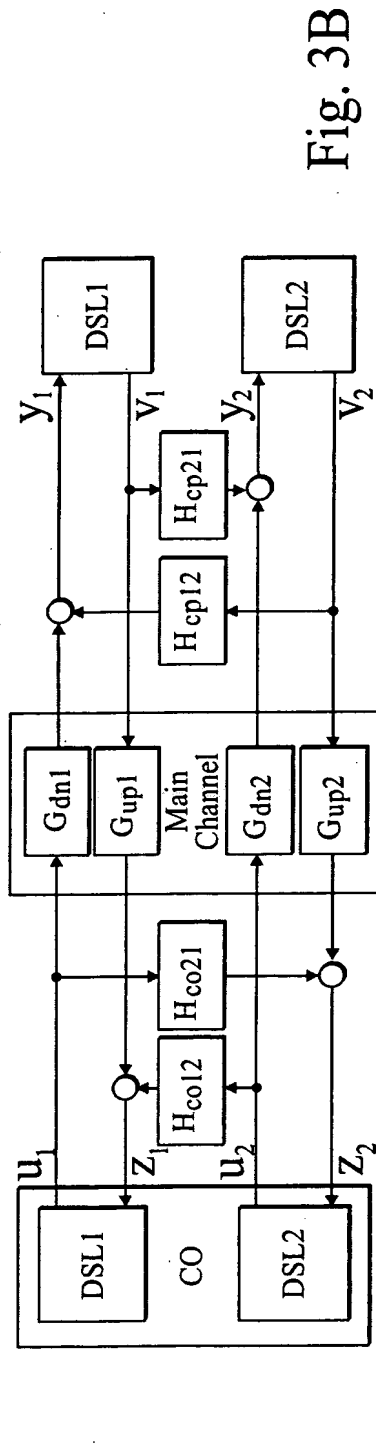 DSL1
CO
DSL2
u1
z1
u2
z2
Hco12
Hco21
Gdn1
Gup1
Main
Channel
Gdn2
Gup2
Hcp12
Hcp21
y1
v1
y2
v2
DSL1
DSL2
Fig. 3B